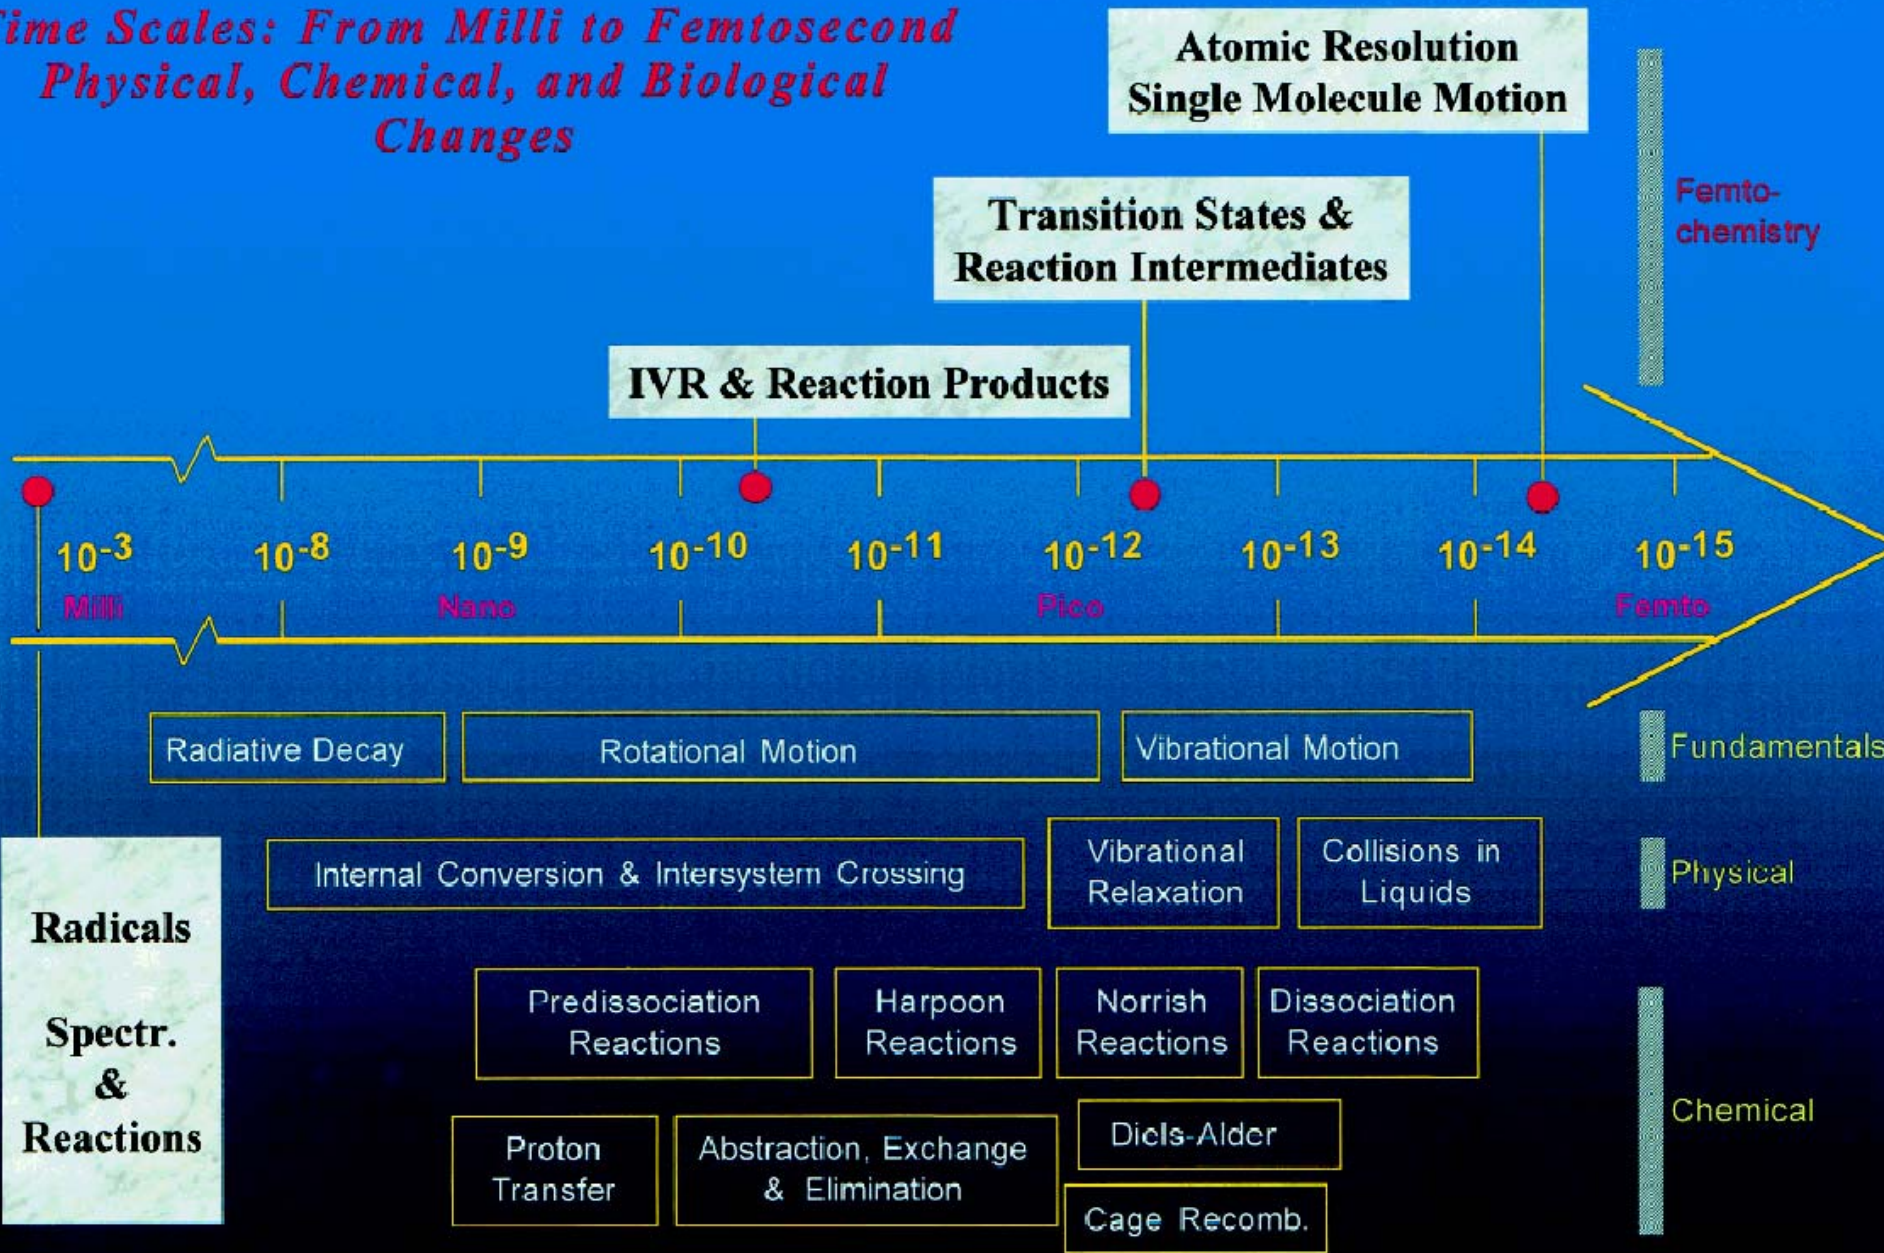 Time Scales: From Milli to Femtosecond
Physical, Chemical, and Biological
Changes
Atomic Resolution
Single Molecule Motion
Femto-
chemistry
Transition States &
Reaction Intermediates
IVR & Reaction Products
10-3 10-8 10-9 10-10 10-11 10-12 10-13 10-14 10-15
Milli Nano Pico Femto
Radiative Decay
Rotational Motion
Vibrational Motion
Fundamentals
Internal Conversion & Intersystem Crossing
Vibrational
Relaxation
Collisions in
Liquids
Physical
Radicals
Spectr.
&
Reactions
Predissociation
Reactions
Harpoon
Reactions
Norrish
Reactions
Dissociation
Reactions
Chemical
Proton
Transfer
Abstraction, Exchange
& Elimination
Diels-Alder
Cage Recomb.